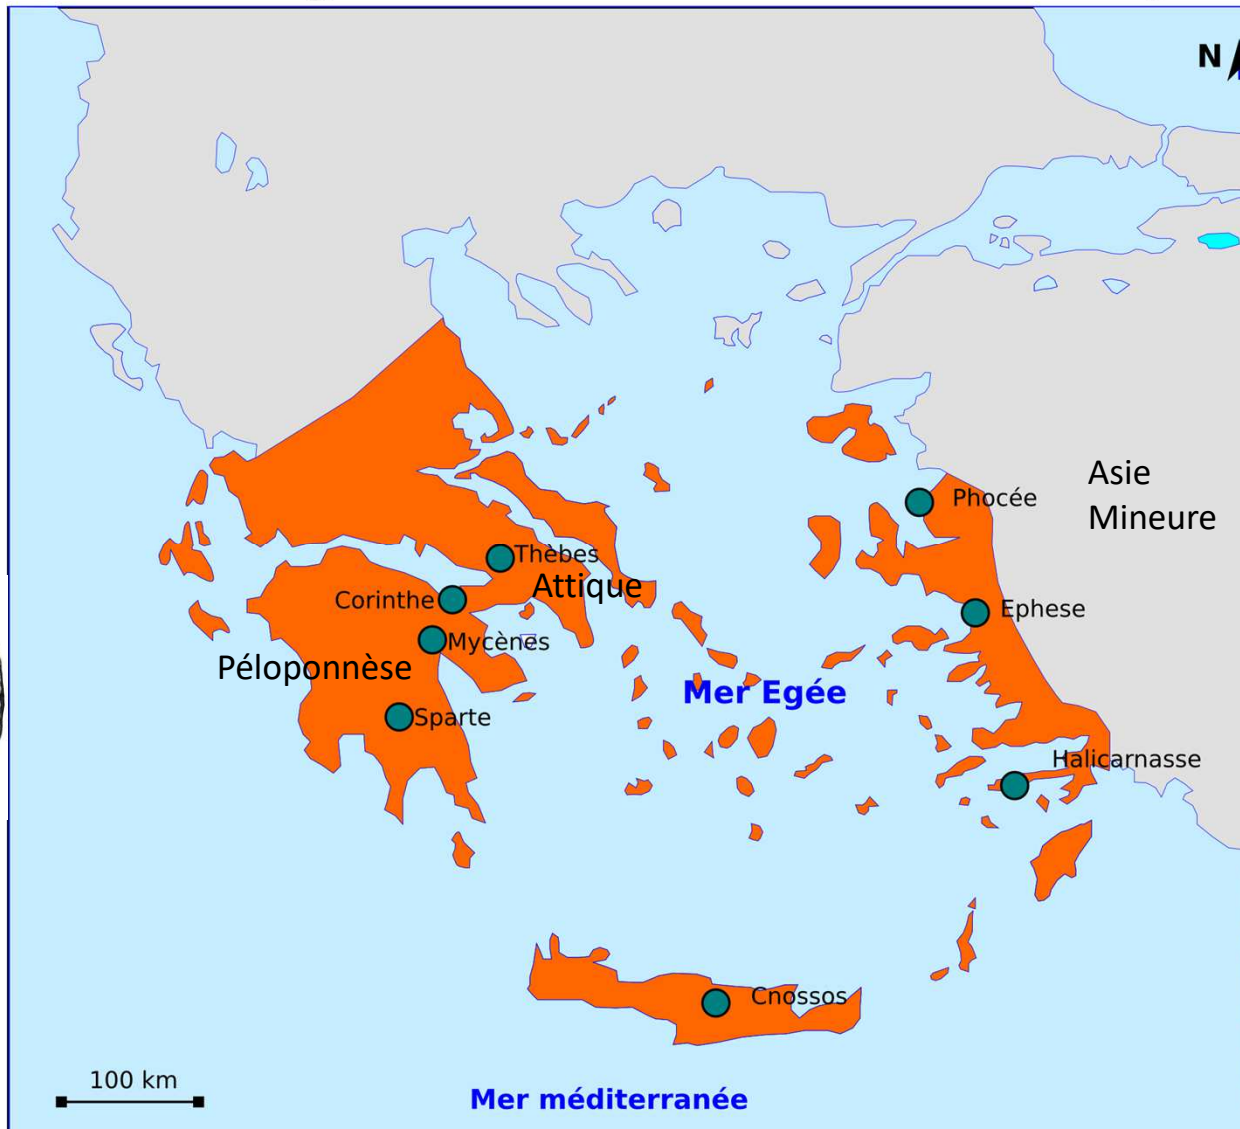 N
Asie
Mineure
Phocée
Thèbes
Attique
Corinthe
Ephese
Mycènes
Péloponnèse
Mer Egée
Sparte
Halicarnasse
Cnossos
100 km
Mer méditerranée